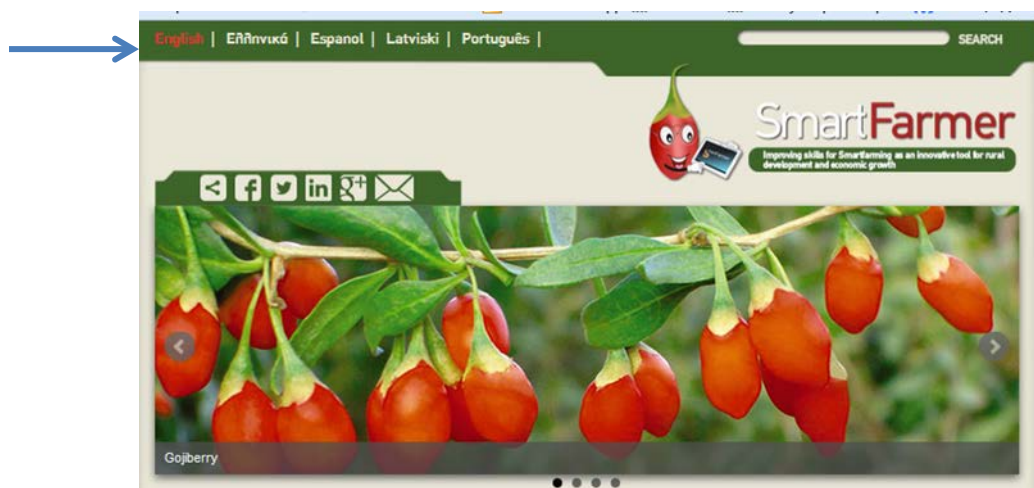 English | Ελληνικά | Espanol | Latviski | Português |
SEARCH
SmartFarmer
Improving skills for Smartfarming as an innovative tool for rural
development and economic growth
Gojiberry